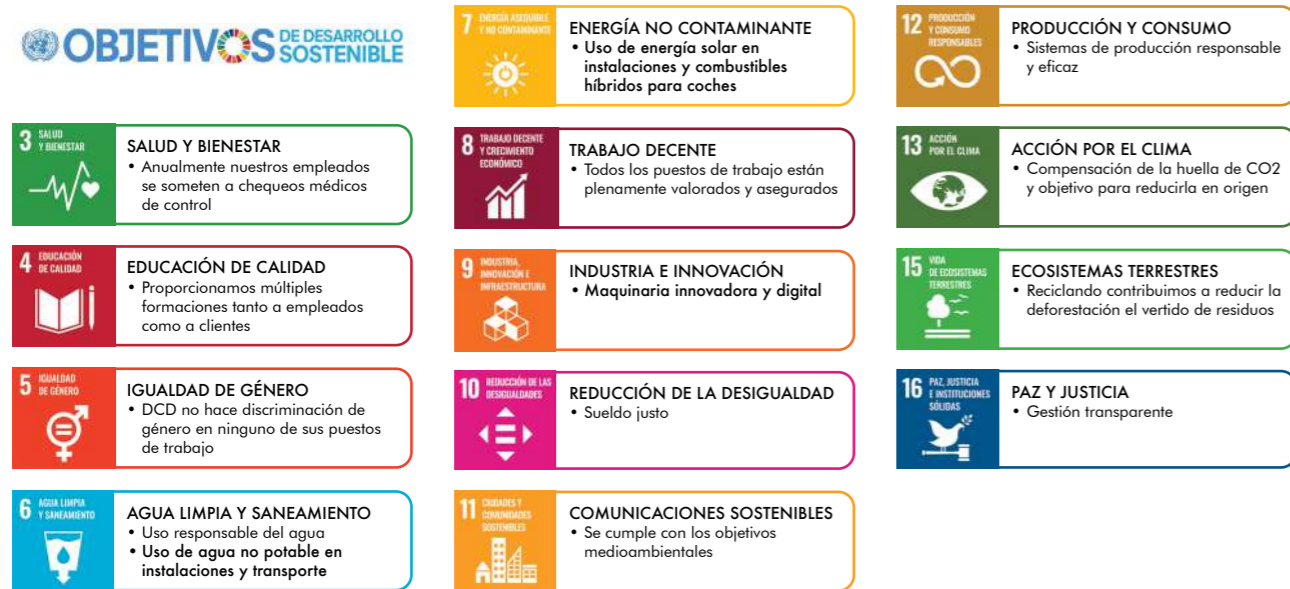 OBJETIVOS DE DESARROLLO
SOSTENIBLE
3 SALUD
Y BIENESTAR
SALUD Y BIENESTAR
• Anualmente nuestros empleados
se someten a chequeos médicos
de control
4 EDUCACIÓN
DE CALIDAD
EDUCACIÓN DE CALIDAD
• Proporcionamos múltiples
formaciones tanto a empleados
como a clientes
5 IGUALDAD
DE GÉNERO
IGUALDAD DE GÉNERO
• DCD no hace discriminación de
género en ninguno de sus puestos
de trabajo
6 AGUA LIMPIA
Y SANEAMIENTO
AGUA LIMPIA Y SANEAMIENTO
• Uso responsable del agua
• Uso de agua no potable en
instalaciones y transporte
7 ENERGÍA ASEQUIBLE
Y NO CONTAMINANTE
ENERGÍA NO CONTAMINANTE
• Uso de energía solar en
instalaciones y combustibles
híbridos para coches
8 TRABAJO DECENTE
Y CRECIMIENTO
ECONÓMICO
TRABAJO DECENTE
• Todos los puestos de trabajo están
plenamente valorados y asegurados
9 INDUSTRIA,
INNOVACIÓN E
INFRAESTRUCTURA
INDUSTRIA E INNOVACIÓN
• Maquinaria innovadora y digital
10 REDUCCIÓN DE LAS
DESIGUALDADES
REDUCCIÓN DE LA DESIGUALDAD
• Sueldo justo
11 CIUDADES Y
COMUNIDADES
SOSTENIBLES
COMUNICACIONES SOSTENIBLES
• Se cumple con los objetivos
medioambientales
12 PRODUCCIÓN
Y CONSUMO
RESPONSABLES
PRODUCCIÓN Y CONSUMO
• Sistemas de producción responsable
y eficaz
13 ACCIÓN
POR EL CLIMA
ACCIÓN POR EL CLIMA
• Compensación de la huella de CO2
y objetivo para reducirla en origen
15 VIDA
DE ECOSISTEMAS
TERRESTRES
ECOSISTEMAS TERRESTRES
• Reciclando contribuimos a reducir la
deforestación el vertido de residuos
16 PAZ, JUSTICIA
E INSTITUCIONES
SÓLIDAS
PAZ Y JUSTICIA
• Gestión transparente